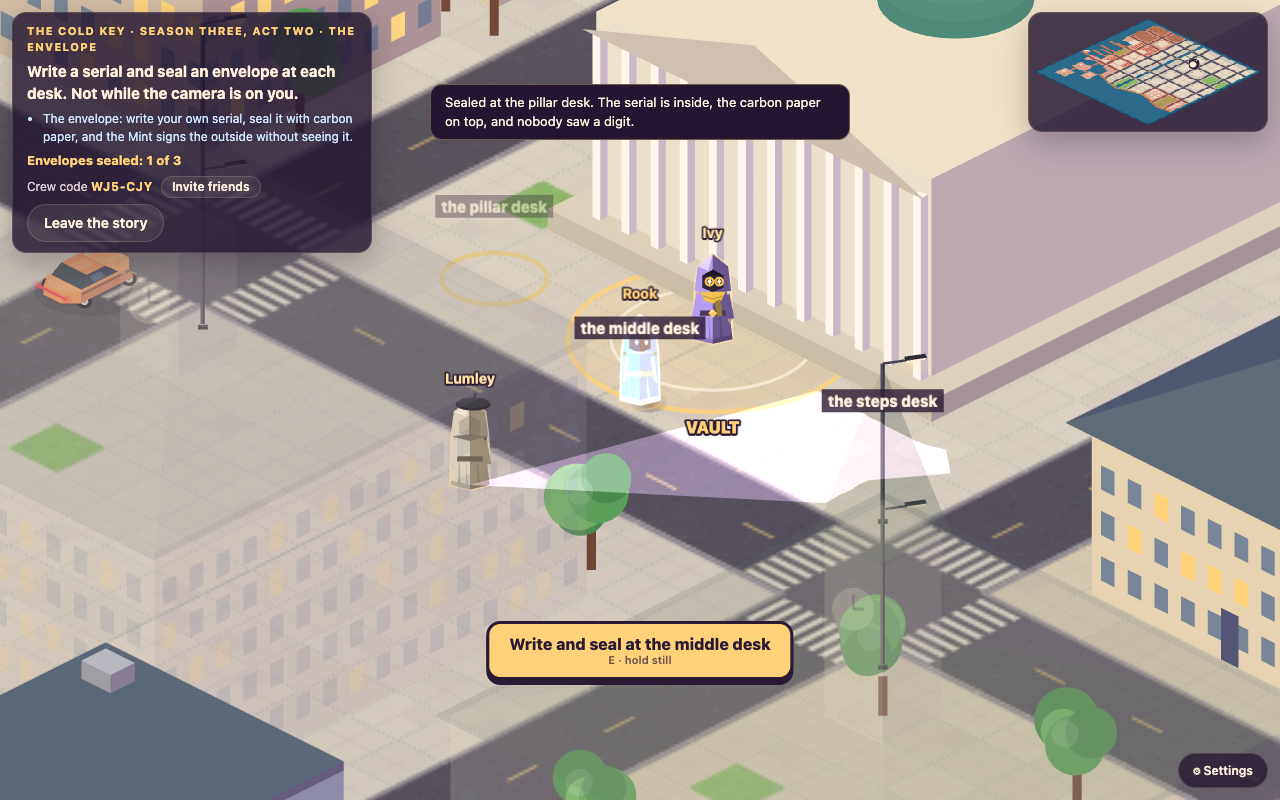 THE COLD KEY · SEASON THREE, ACT TWO · THE
ENVELOPE
Write a serial and seal an envelope at each
desk. Not while the camera is on you.
• The envelope: write your own serial, seal it with carbon
paper, and the Mint signs the outside without seeing it.
Envelopes sealed: 1 of 3
Crew code WJ5-CJY Invite friends
Leave the story
Sealed at the pillar desk. The serial is inside, the carbon paper
on top, and nobody saw a digit.
the pillar desk
Ivy
Rook
the middle desk
Lumley
the steps desk
VAULT
L
Write and seal at the middle desk
E · hold still
⚙ Settings